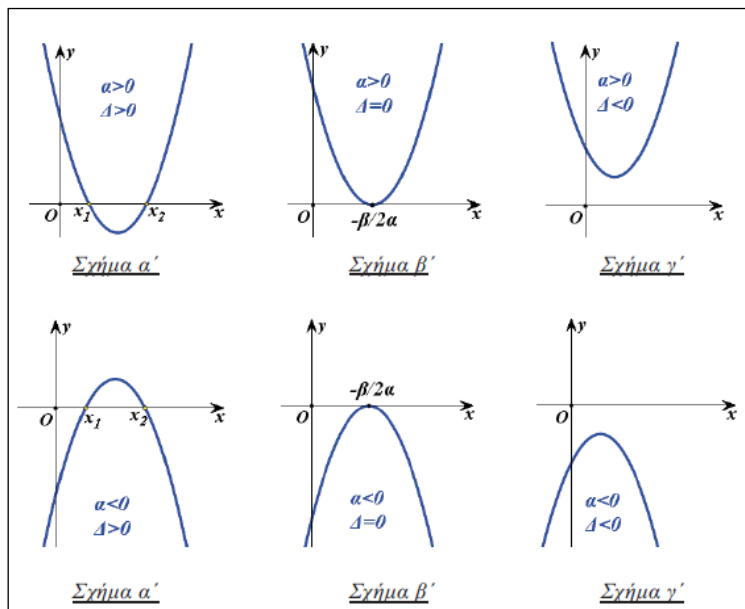 y
α>0
Δ>0
O
x₁
x₂
x
Σχήμα α΄
y
α>0
Δ=0
O
-β/2α
x
Σχήμα β΄
y
α>0
Δ<0
O
x
Σχήμα γ΄
y
O
x₁
x₂
x
α<0
Δ>0
Σχήμα α΄
y
-β/2α
O
x
α<0
Δ=0
Σχήμα β΄
y
O
x
α<0
Δ<0
Σχήμα γ΄